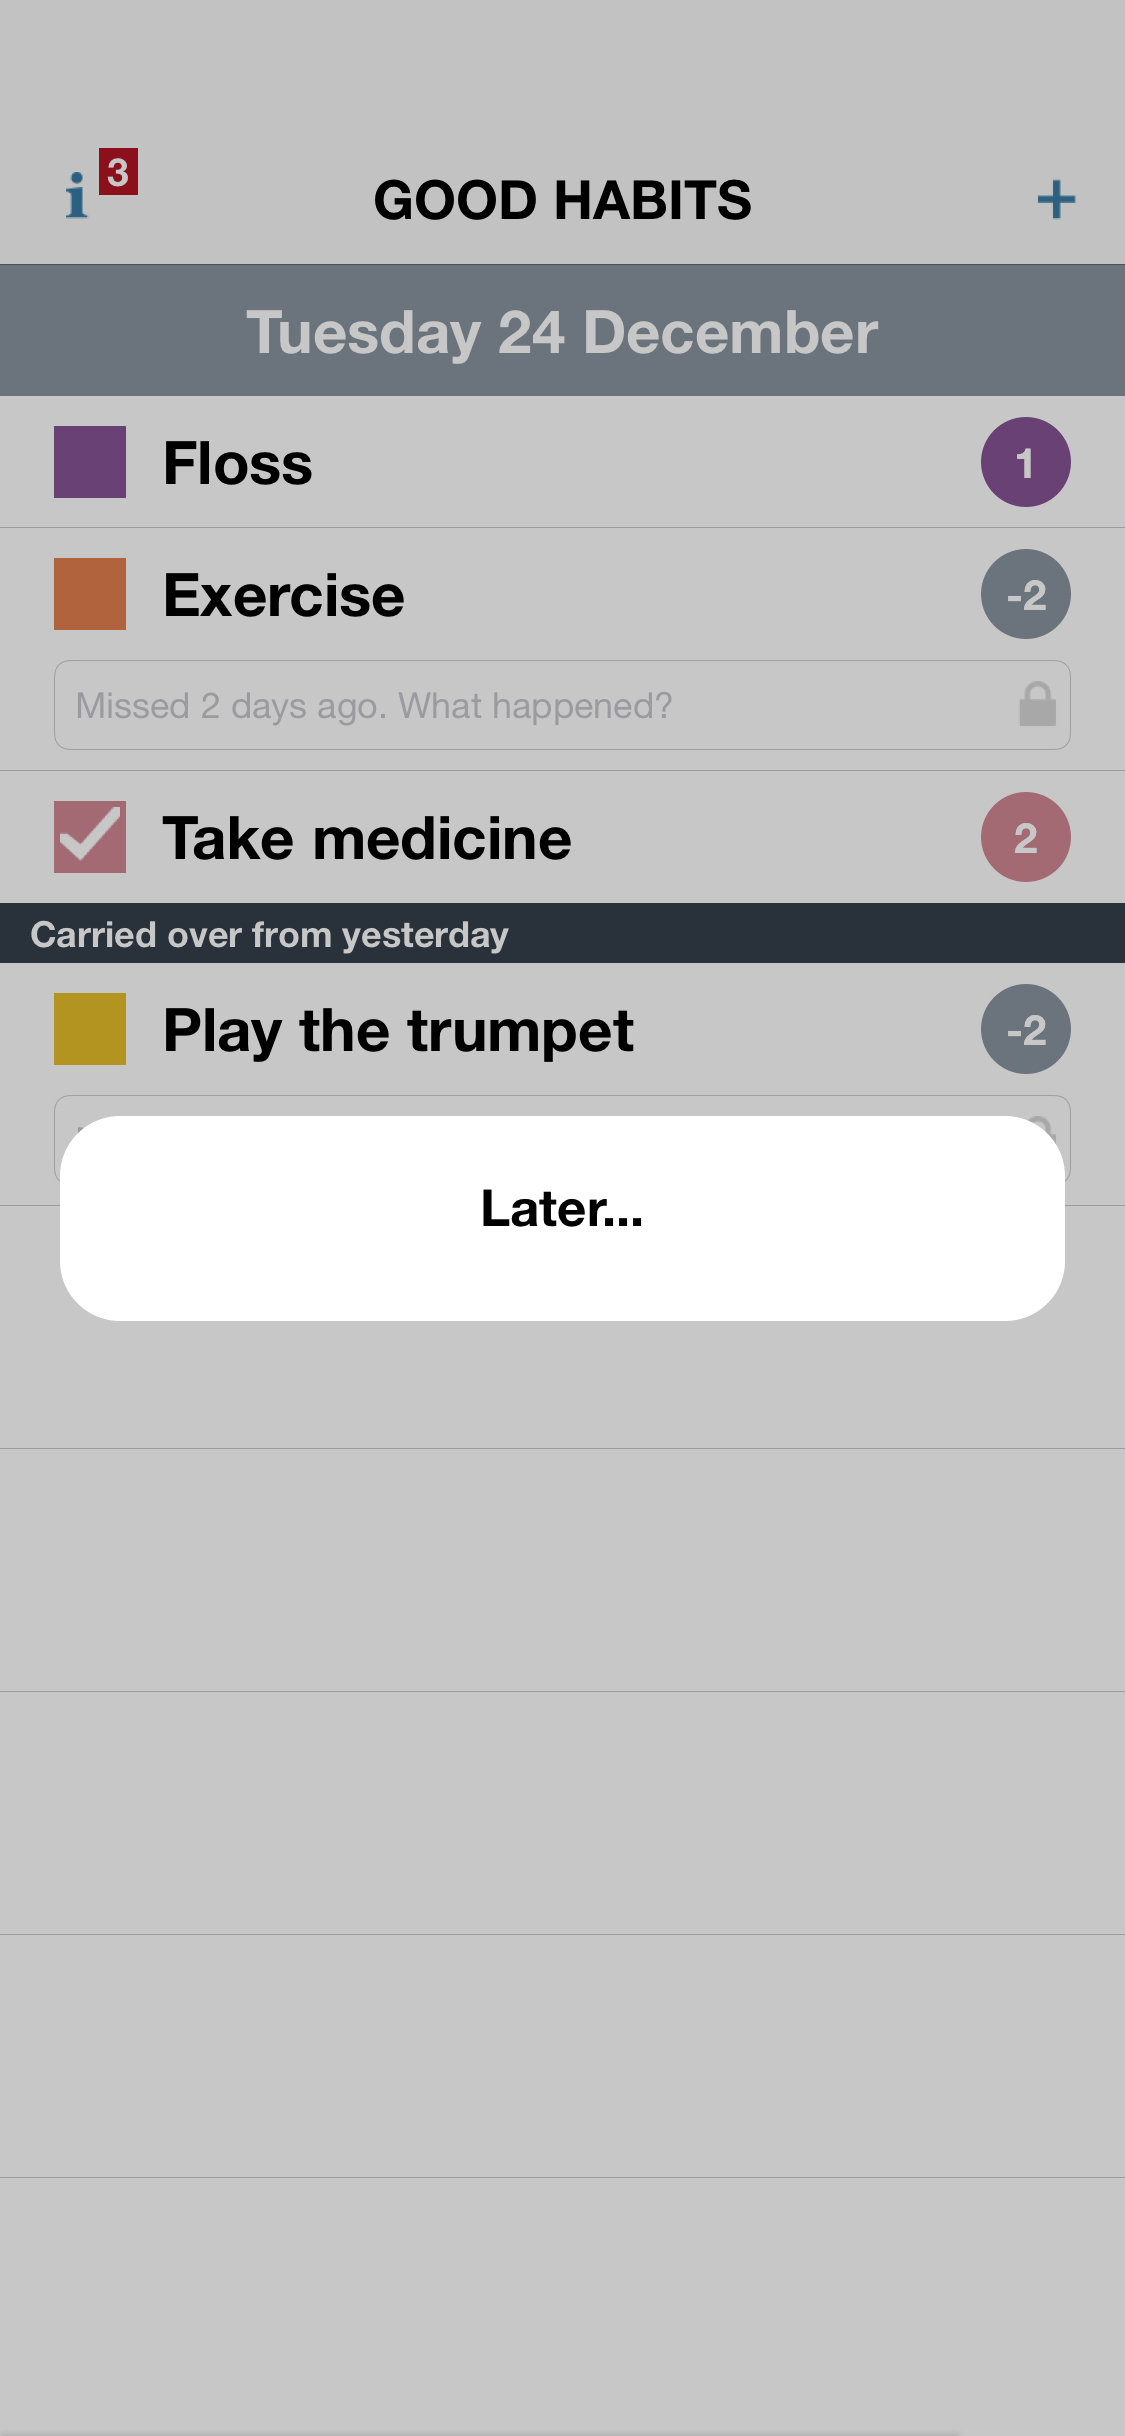 i 3
GOOD HABITS
+
Tuesday 24 December
Floss
1
Exercise
-2
Missed 2 days ago. What happened?
Take medicine
2
Carried over from yesterday
Play the trumpet
-2
Later...